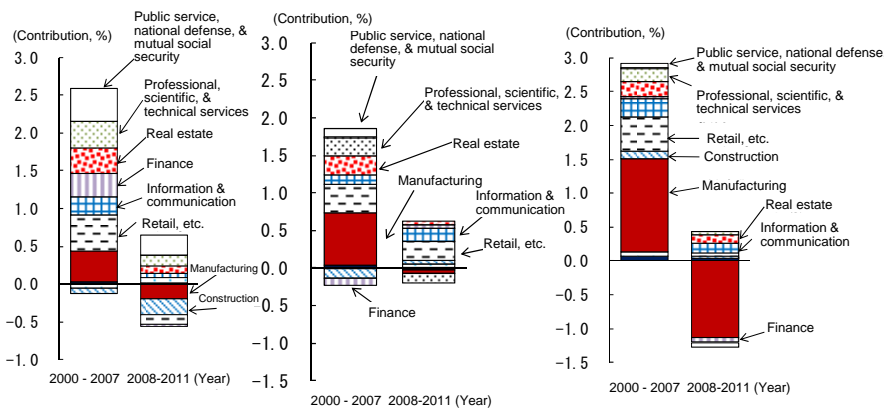 (Contribution, %)
Public service,
national defense, &
mutual social
security
Professional,
scientific, &
technical services
Real estate
Finance
Information &
communication
Retail, etc.
Manufacturing
Construction
3.0
2.5
2.0
1.5
1.0
0.5
0.0
-0.5
-1.0
2000 - 2007 2008-2011 (Year)
(Contribution, %)
Public service, national
defense, & mutual social
security
Professional, scientific,
& technical services
Real estate
Manufacturing
Information &
communication
Retail, etc.
Finance
3.0
2.5
2.0
1.5
1.0
0.5
0.0
-0.5
-1.0
-1.5
2000 - 2007 2008-2011 (Year)
(Contribution, %)
Public service, national defense
& mutual social security
Professional, scientific, &
technical services
Retail, etc.
Construction
Manufacturing
Real estate
Information &
communication
Finance
3.0
2.5
2.0
1.5
1.0
0.5
0.0
-0.5
-1.0
-1.5
2000 - 2007 2008-2011 (Year)